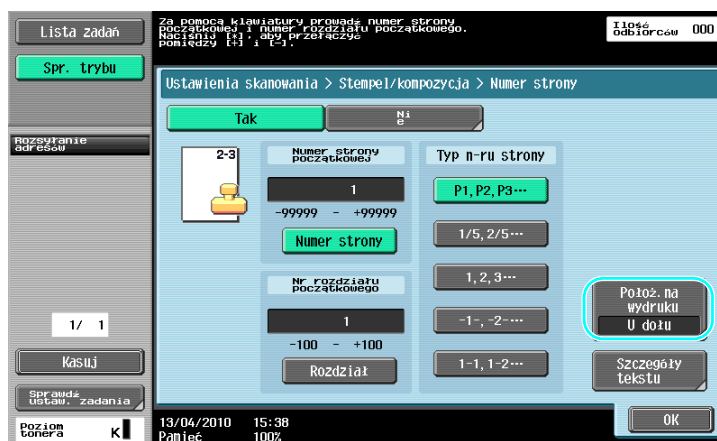 Lista zadań
Spr. trybu
Rozsyłanie
adresów
1/ 1
Kasuj
Sprawdź
ustaw. zadania
Poziom
tonera
K
Za pomocą klawiatury prowadź numer strony
początkowej i numer rozdziału początkowego.
Naciśnij [*], aby przełączyć
pomiędzy [+] i [-].
Ilość
odbiorców 000
Ustawienia skanowania > Stempel/kompozycja > Numer strony
Tak
Ni
e
2-3
Numer strony
początkowej
1
-99999 - +99999
Numer strony
Nr rozdziału
początkowego
1
-100 - +100
Rozdział
Typ n-ru strony
P1, P2, P3···
1/5, 2/5···
1, 2, 3···
-1-, -2-···
1-1, 1-2···
Położ. na
wydruku
U dołu
Szczegóły
tekstu
13/04/2010 15:38
Pamięć 100%
OK